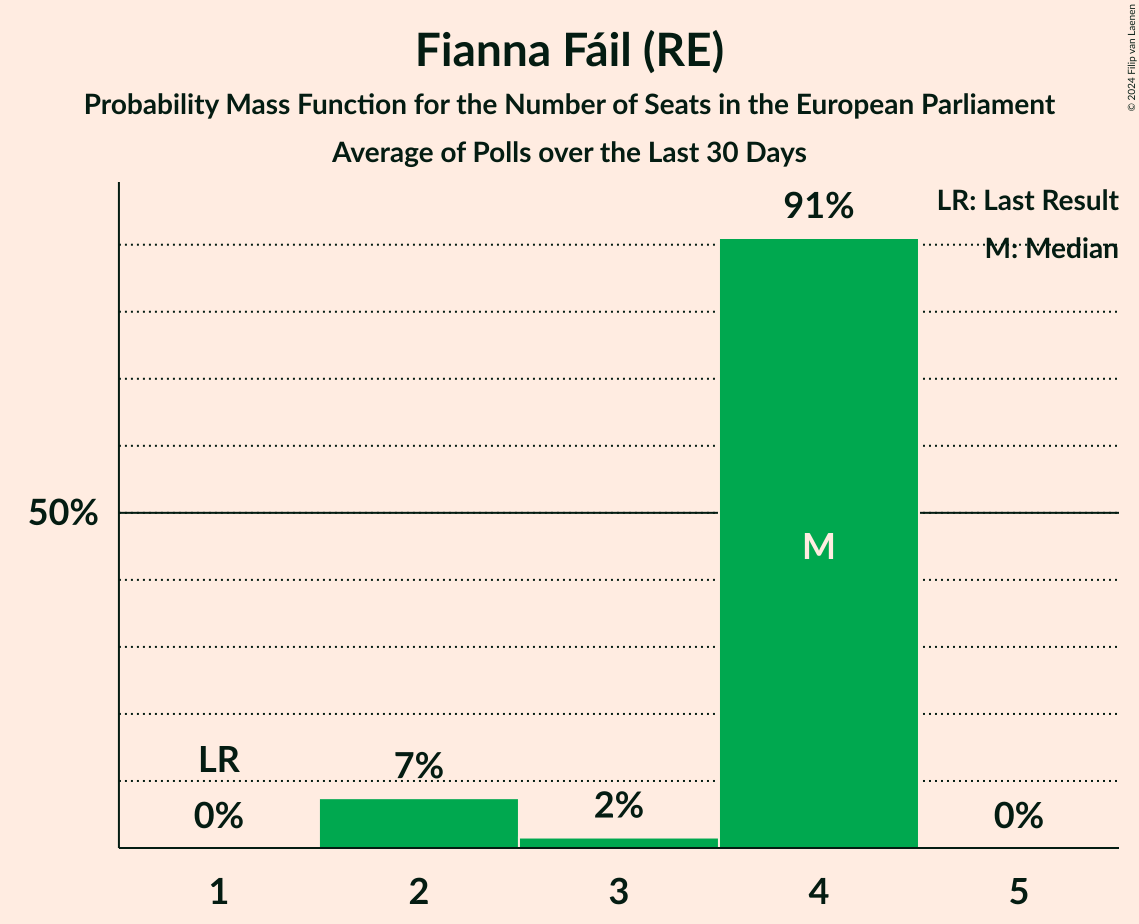 Fianna Fáil (RE)
Probability Mass Function for the Number of Seats in the European Parliament
Average of Polls over the Last 30 Days
© 2024 Filip van Laenen
LR: Last Result
M: Median
91%
50%
M
LR
0%
7%
2%
0%
1 2 3 4 5